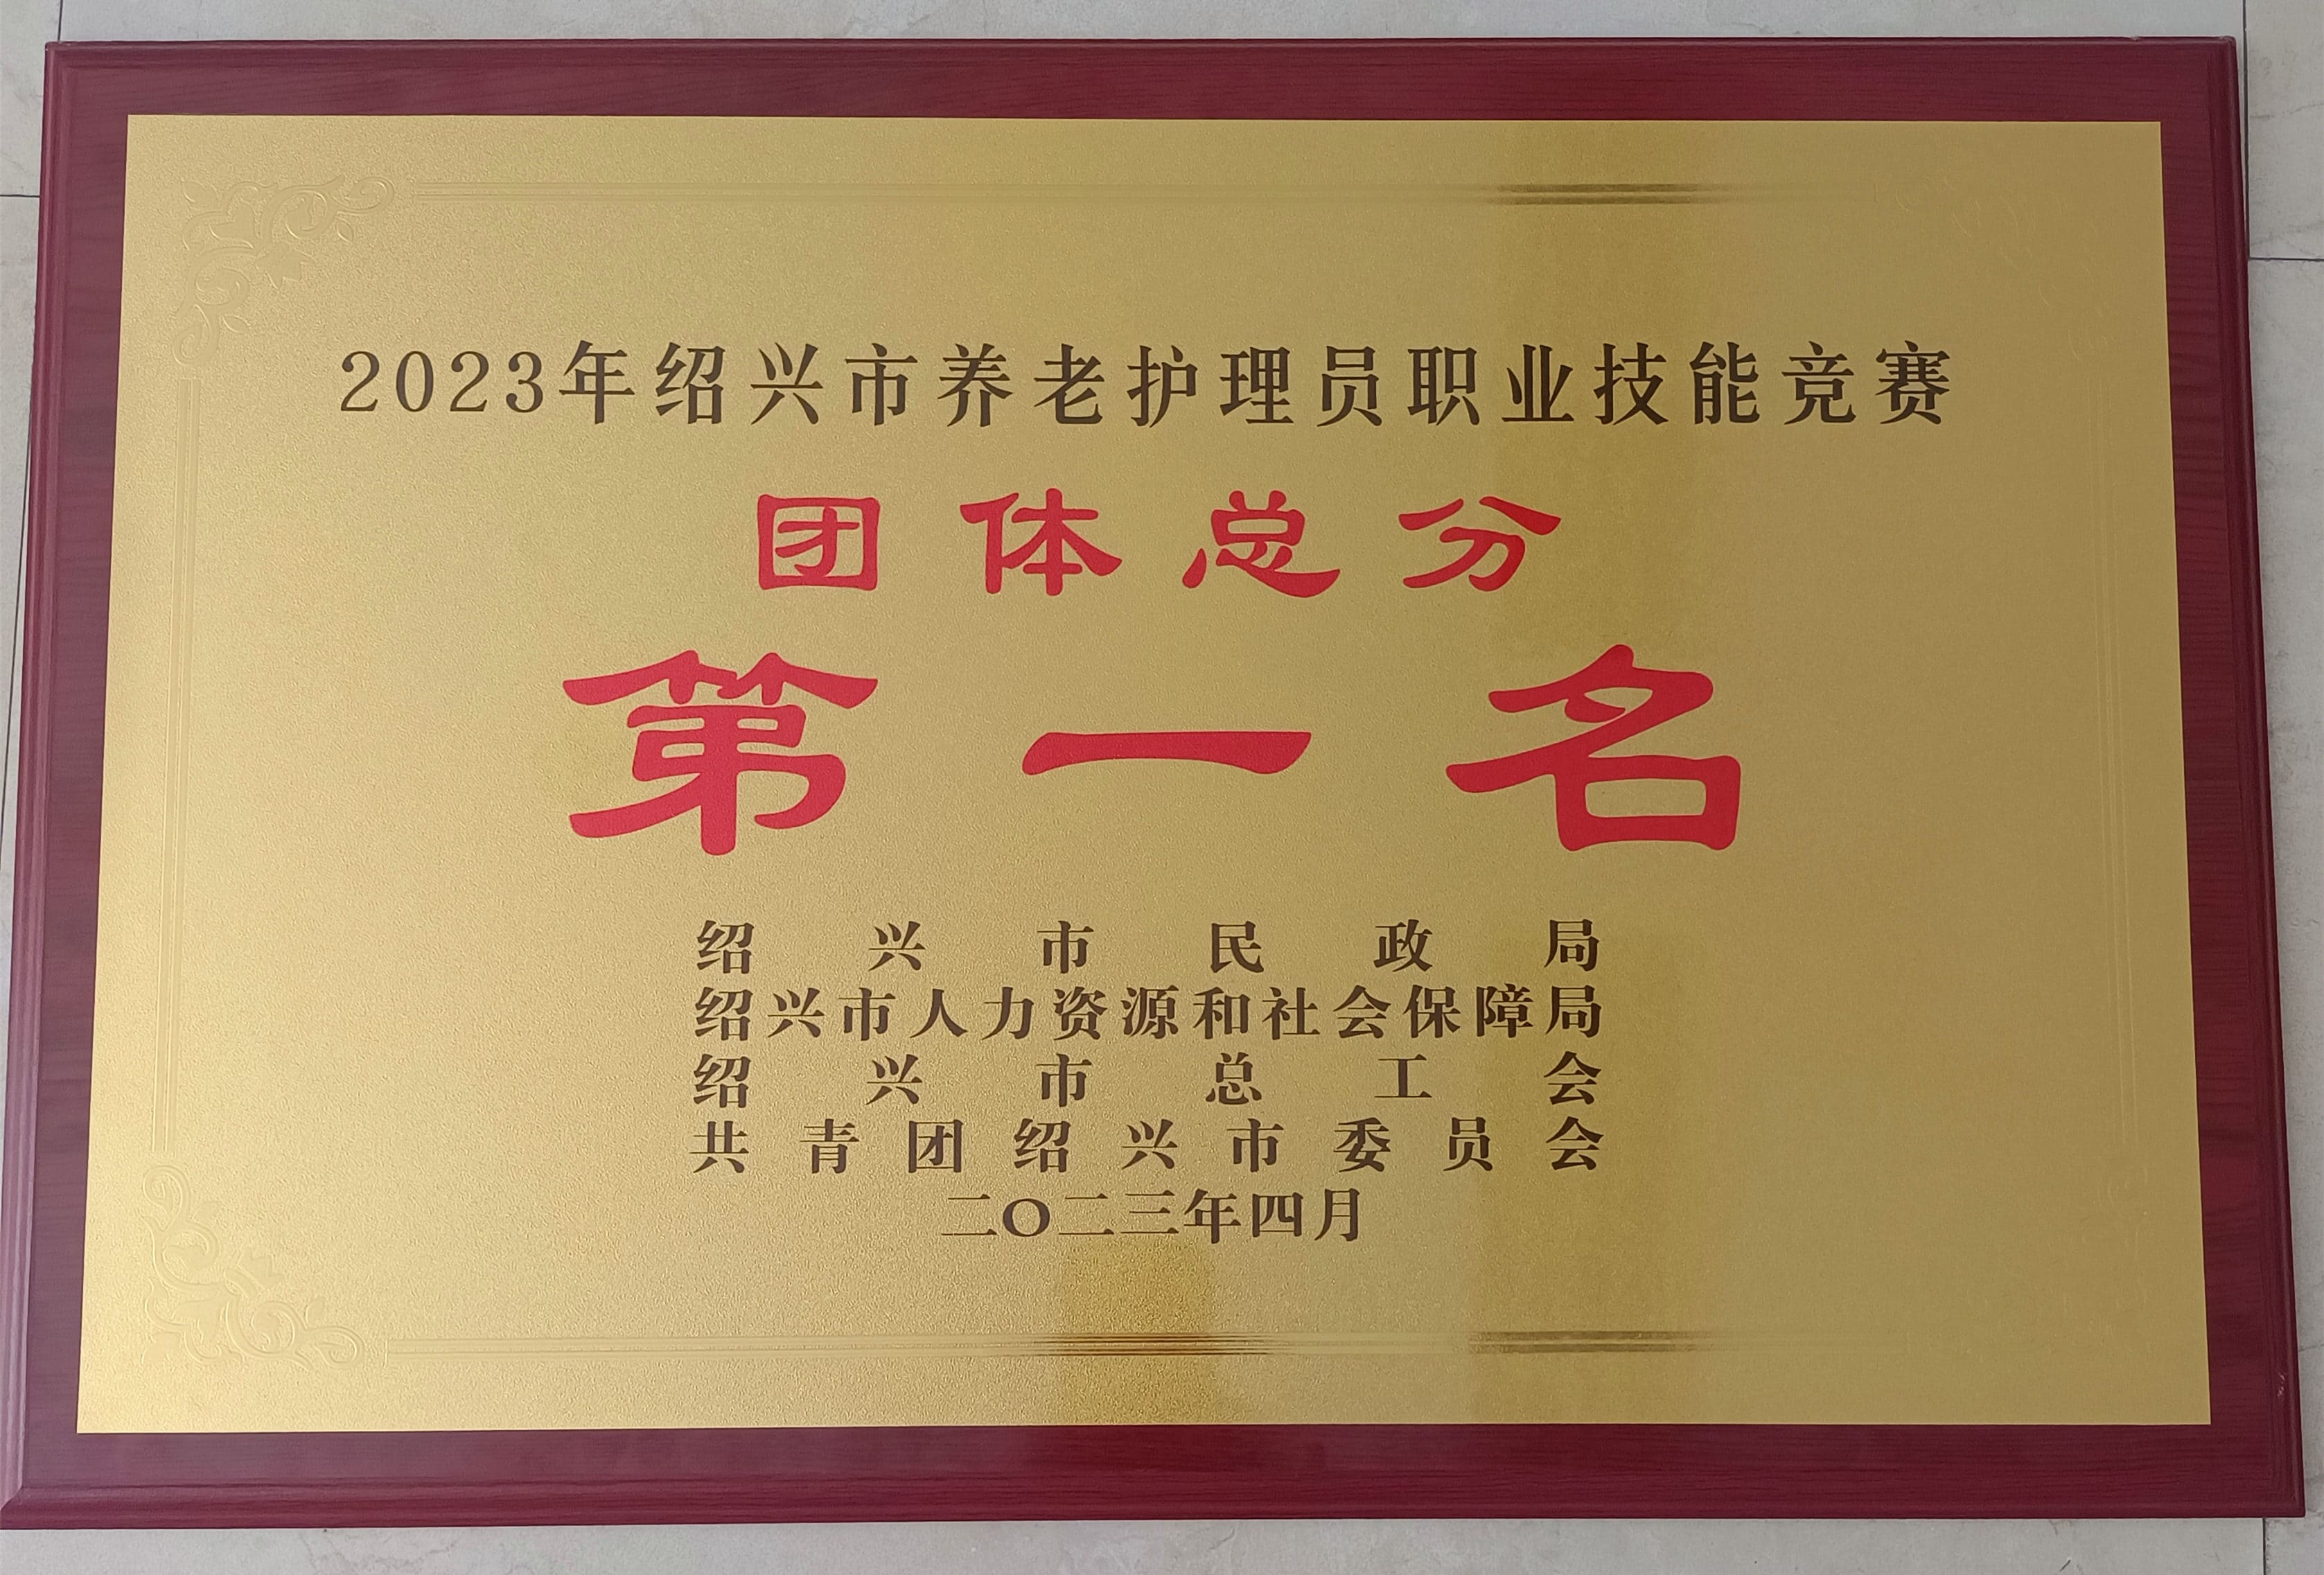 2023年绍兴市养老护理员职业技能竞赛
团体总分
第一名
绍兴市民政局
绍兴市人力资源和社会保障局
绍兴市总工会
共青团绍兴市委员会
二〇二三年四月